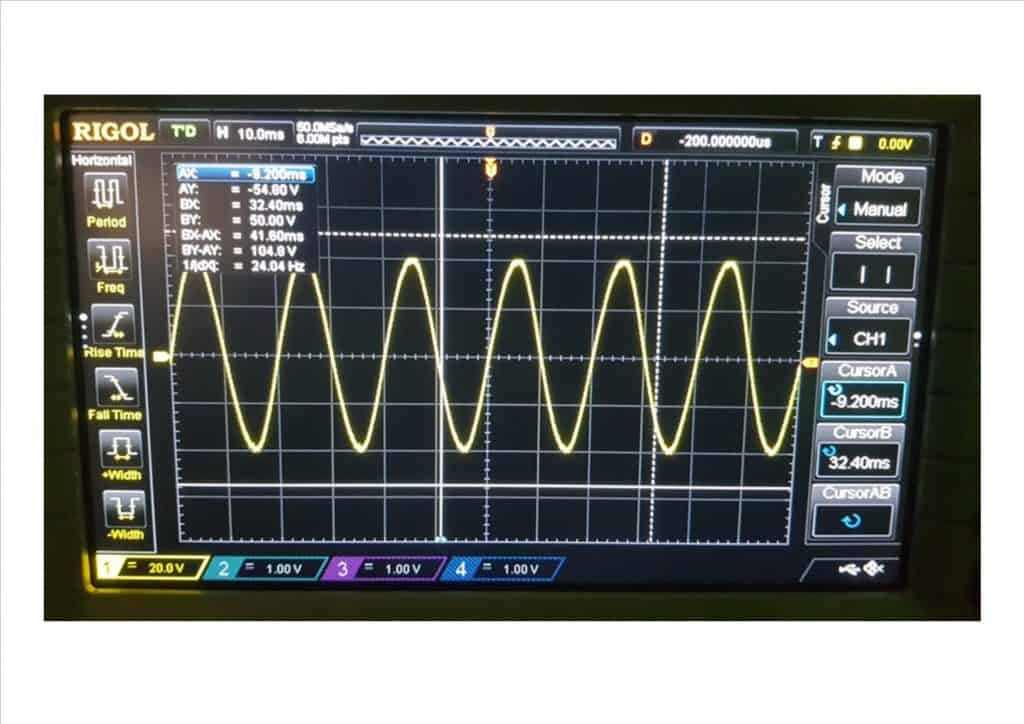 RIGOL T'D H 10.0ms 50.0MSa/s 6.00M pts D -200.000000us T 0.00V
Horizontal
Period
Freq
Rise Time
Fall Time
+Width
-Width
AX: = -9.200ms
AY: = -54.80 V
BX: = 32.40ms
BY: = 50.00 V
BX-AX: = 41.60ms
BY-AY: = 104.8 V
1/|dX|: = 24.04 Hz
Cursor
Mode
Manual
Select
Source
CH1
CursorA
-9.200ms
CursorB
32.40ms
CursorAB
1 = 20.0 V 2 = 1.00 V 3 = 1.00 V 4 = 1.00 V